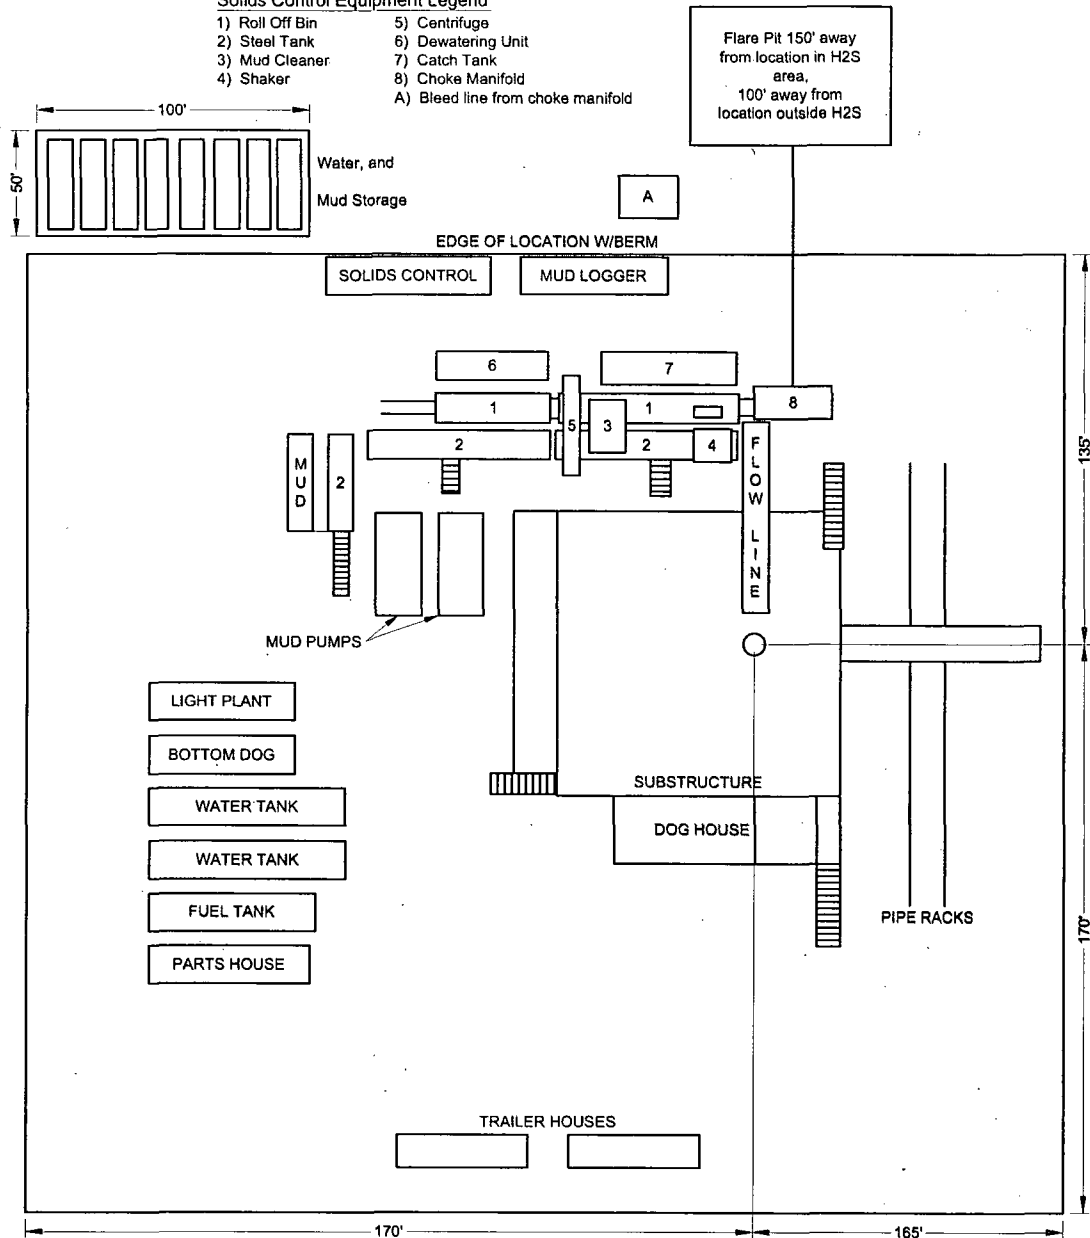 Solids Control Equipment Legend
1) Roll Off Bin
2) Steel Tank
3) Mud Cleaner
4) Shaker
5) Centrifuge
6) Dewatering Unit
7) Catch Tank
8) Choke Manifold
A) Bleed line from choke manifold
Flare Pit 150' away
from location in H2S
area,
100' away from
location outside H2S
100'
50'
Water, and
Mud Storage
A
EDGE OF LOCATION W/BERM
SOLIDS CONTROL
MUD LOGGER
6
7
1
1
8
5
3
2
2
4
MUD
2
FLOW LINE
135'
MUD PUMPS
LIGHT PLANT
BOTTOM DOG
WATER TANK
WATER TANK
FUEL TANK
PARTS HOUSE
SUBSTRUCTURE
DOG HOUSE
PIPE RACKS
170'
TRAILER HOUSES
170'
165'